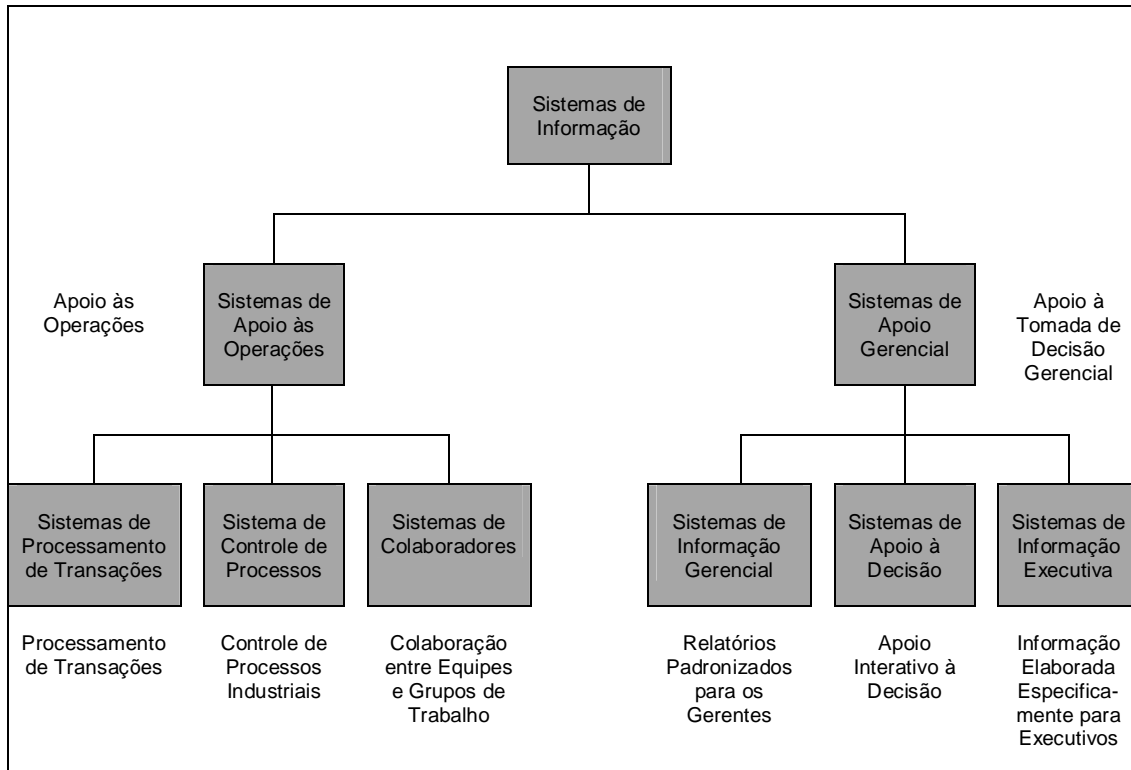 Sistemas de
Informação
Apoio às
Operações
Sistemas de
Apoio às
Operações
Sistemas de
Apoio
Gerencial
Apoio à
Tomada de
Decisão
Gerencial
Sistemas de
Processamento
de Transações
Sistema de
Controle de
Processos
Sistemas de
Colaboradores
Sistemas de
Informação
Gerencial
Sistemas de
Apoio à
Decisão
Sistemas de
Informação
Executiva
Processamento
de Transações
Controle de
Processos
Industriais
Colaboração
entre Equipes
e Grupos de
Trabalho
Relatórios
Padronizados
para os
Gerentes
Apoio
Interativo à
Decisão
Informação
Elaborada
Especifica-
mente para
Executivos